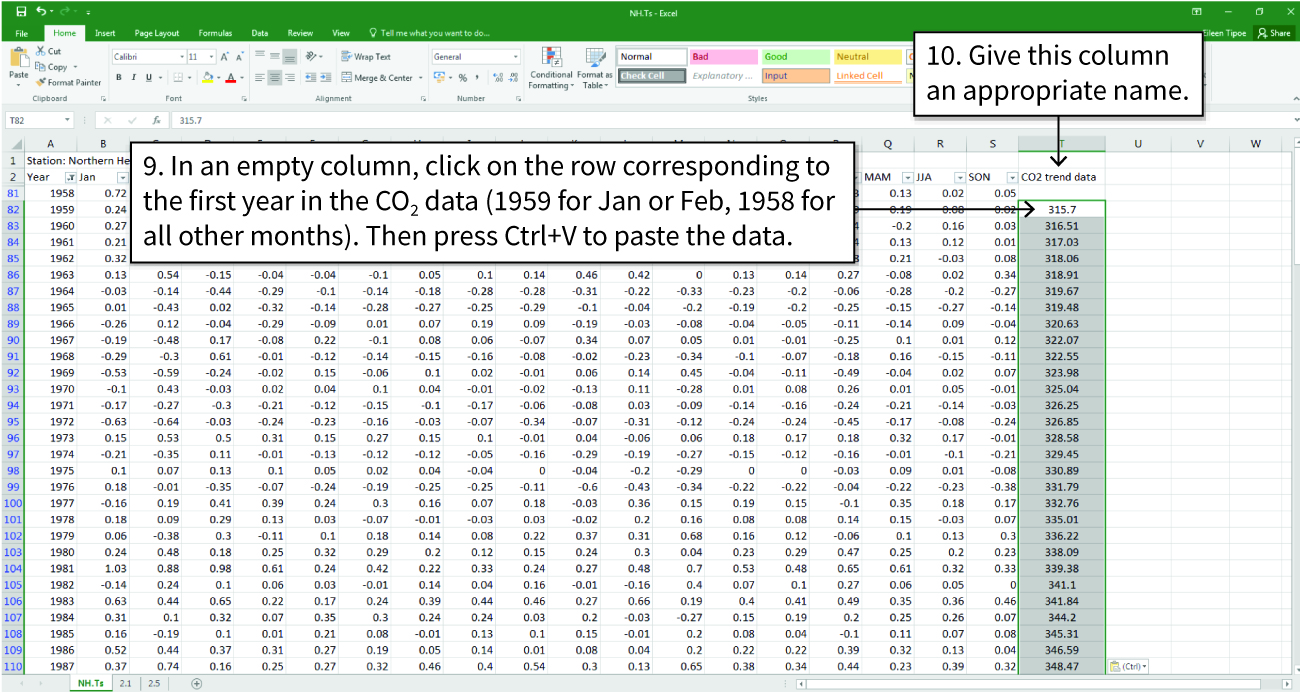 NH.Ts - Excel
File Home Insert Page Layout Formulas Data Review View Tell me what you want to do...
Eileen Tipoe Share
Paste Cut Copy Format Painter Clipboard
Calibri 11 B I U Font
Wrap Text Merge & Center Alignment
General % Number
Conditional Formatting Format as Table
Normal Bad Good Neutral
Check Cell Explanatory ... Input Linked Cell
Styles
10. Give this column
an appropriate name.
T82 fx 315.7
A B Q R S T U V W
1 Station: Northern He
2 Year Jan MAM JJA SON CO2 trend data
9. In an empty column, click on the row corresponding to
the first year in the CO2 data (1959 for Jan or Feb, 1958 for
all other months). Then press Ctrl+V to paste the data.
81 1958 0.72 0.13 0.02 0.05
82 1959 0.24 0.19 0.08 0.02 315.7
83 1960 0.27 -0.2 0.16 0.03 316.51
84 1961 0.21 0.13 0.12 0.01 317.03
85 1962 0.32 0.21 -0.03 0.08 318.06
86 1963 0.13 0.54 -0.15 -0.04 -0.04 -0.1 0.05 0.1 0.14 0.46 0.42 0 0.13 0.14 0.27 -0.08 0.02 0.34 318.91
87 1964 -0.03 -0.14 -0.44 -0.29 -0.1 -0.14 -0.18 -0.28 -0.28 -0.31 -0.22 -0.33 -0.23 -0.2 -0.06 -0.28 -0.2 -0.27 319.67
88 1965 0.01 -0.43 0.02 -0.32 -0.14 -0.28 -0.27 -0.25 -0.29 -0.1 -0.04 -0.2 -0.19 -0.2 -0.25 -0.15 -0.27 -0.14 319.48
89 1966 -0.26 0.12 -0.04 -0.29 -0.09 0.01 0.07 0.19 0.09 -0.19 -0.03 -0.08 -0.04 -0.05 -0.11 -0.14 0.09 -0.04 320.63
90 1967 -0.19 -0.48 0.17 -0.08 0.22 -0.1 0.08 0.06 -0.07 0.34 0.07 0.05 0.01 -0.01 -0.25 0.1 0.01 0.12 322.07
91 1968 -0.29 -0.3 0.61 -0.01 -0.12 -0.14 -0.15 -0.16 -0.08 -0.02 -0.23 -0.34 -0.1 -0.07 -0.18 0.16 -0.15 -0.11 322.55
92 1969 -0.53 -0.59 -0.24 -0.02 0.15 -0.06 0.1 0.02 -0.01 0.06 0.14 0.45 -0.04 -0.11 -0.49 -0.04 0.02 0.07 323.98
93 1970 -0.1 0.43 -0.03 0.02 0.04 0.1 0.04 -0.01 -0.02 -0.13 0.11 -0.28 0.01 0.08 0.26 0.01 0.05 -0.01 325.04
94 1971 -0.17 -0.27 -0.3 -0.21 -0.12 -0.15 -0.1 -0.17 -0.06 -0.08 0.03 -0.09 -0.14 -0.16 -0.24 -0.21 -0.14 -0.03 326.25
95 1972 -0.63 -0.64 -0.03 -0.24 -0.23 -0.16 -0.03 -0.07 -0.34 -0.07 -0.31 -0.12 -0.24 -0.24 -0.45 -0.17 -0.08 -0.24 326.85
96 1973 0.15 0.53 0.5 0.31 0.15 0.27 0.15 0.1 -0.01 0.04 -0.06 0.06 0.18 0.17 0.18 0.32 0.17 -0.01 328.58
97 1974 -0.21 -0.35 0.11 -0.01 -0.13 -0.12 -0.12 -0.05 -0.16 -0.29 -0.19 -0.27 -0.15 -0.12 -0.16 -0.01 -0.1 -0.21 329.45
98 1975 0.1 0.07 0.13 0.1 0.05 0.02 0.04 -0.04 0 -0.04 -0.2 -0.29 0 0 -0.03 0.09 0.01 -0.08 330.89
99 1976 0.18 -0.01 -0.35 -0.07 -0.24 -0.19 -0.25 -0.25 -0.11 -0.6 -0.43 -0.34 -0.22 -0.22 -0.04 -0.22 -0.23 -0.38 331.79
100 1977 -0.16 0.19 0.41 0.39 0.24 0.3 0.16 0.07 0.18 -0.03 0.36 0.15 0.19 0.15 -0.1 0.35 0.18 0.17 332.76
101 1978 0.18 0.09 0.29 0.13 0.03 -0.07 -0.01 -0.03 0.03 -0.02 0.2 0.16 0.08 0.08 0.14 0.15 -0.03 0.07 335.01
102 1979 0.06 -0.38 0.3 -0.11 0.1 0.18 0.14 0.08 0.22 0.37 0.31 0.68 0.16 0.12 -0.06 0.1 0.13 0.3 336.22
103 1980 0.24 0.48 0.18 0.25 0.32 0.29 0.2 0.12 0.15 0.24 0.3 0.04 0.23 0.29 0.47 0.25 0.2 0.23 338.09
104 1981 1.03 0.88 0.98 0.61 0.24 0.42 0.22 0.33 0.24 0.27 0.48 0.7 0.53 0.48 0.65 0.61 0.32 0.33 339.38
105 1982 -0.14 0.24 0.1 0.06 0.03 -0.01 0.14 0.04 0.16 -0.01 -0.16 0.4 0.07 0.1 0.27 0.06 0.05 0 341.1
106 1983 0.63 0.44 0.65 0.22 0.17 0.24 0.39 0.44 0.46 0.27 0.66 0.19 0.4 0.41 0.49 0.35 0.36 0.46 341.84
107 1984 0.31 0.1 0.32 0.07 0.35 0.3 0.24 0.24 0.03 0.2 -0.03 -0.27 0.15 0.19 0.2 0.25 0.26 0.07 344.2
108 1985 0.16 -0.19 0.1 0.01 0.21 0.08 -0.01 0.13 0.1 0.15 -0.01 0.2 0.08 0.04 -0.1 0.11 0.07 0.08 345.31
109 1986 0.52 0.44 0.37 0.31 0.27 0.19 0.05 0.14 0.01 0.08 0.04 0.2 0.22 0.22 0.39 0.32 0.13 0.04 346.59
110 1987 0.37 0.74 0.16 0.25 0.27 0.32 0.46 0.4 0.54 0.3 0.13 0.65 0.38 0.34 0.44 0.23 0.39 0.32 348.47
(Ctrl)
NH.Ts 2.1 2.5